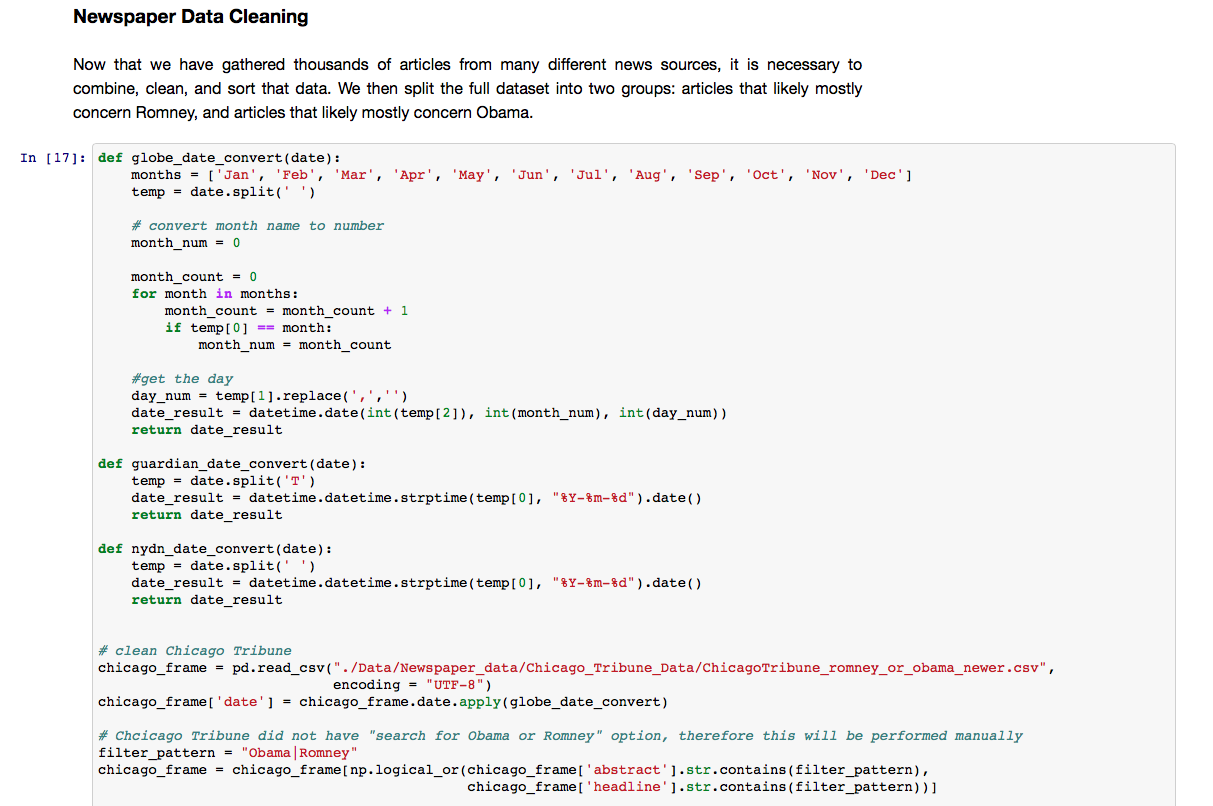 Newspaper Data Cleaning
Now that we have gathered thousands of articles from many different news sources, it is necessary to
combine, clean, and sort that data. We then split the full dataset into two groups: articles that likely mostly
concern Romney, and articles that likely mostly concern Obama.
In [17]: def globe_date_convert(date):
    months = ['Jan', 'Feb', 'Mar', 'Apr', 'May', 'Jun', 'Jul', 'Aug', 'Sep', 'Oct', 'Nov', 'Dec']
    temp = date.split(' ')
    # convert month name to number
    month_num = 0
    month_count = 0
    for month in months:
        month_count = month_count + 1
        if temp[0] == month:
            month_num = month_count
    #get the day
    day_num = temp[1].replace(',','')
    date_result = datetime.date(int(temp[2]), int(month_num), int(day_num))
    return date_result
def guardian_date_convert(date):
    temp = date.split('T')
    date_result = datetime.datetime.strptime(temp[0], "%Y-%m-%d").date()
    return date_result
def nydn_date_convert(date):
    temp = date.split(' ')
    date_result = datetime.datetime.strptime(temp[0], "%Y-%m-%d").date()
    return date_result
# clean Chicago Tribune
chicago_frame = pd.read_csv("./Data/Newspaper_data/Chicago_Tribune_Data/ChicagoTribune_romney_or_obama_newer.csv",
                            encoding = "UTF-8")
chicago_frame['date'] = chicago_frame.date.apply(globe_date_convert)
# Chcicago Tribune did not have "search for Obama or Romney" option, therefore this will be performed manually
filter_pattern = "Obama|Romney"
chicago_frame = chicago_frame[np.logical_or(chicago_frame['abstract'].str.contains(filter_pattern),
                                            chicago_frame['headline'].str.contains(filter_pattern))]